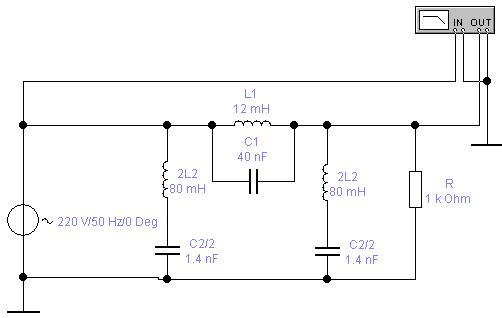 IN OUT
L1
12 mH
C1
40 nF
2L2
80 mH
2L2
80 mH
R
1 k Ohm
220 V/50 Hz/0 Deg
C2/2
1.4 nF
C2/2
1.4 nF